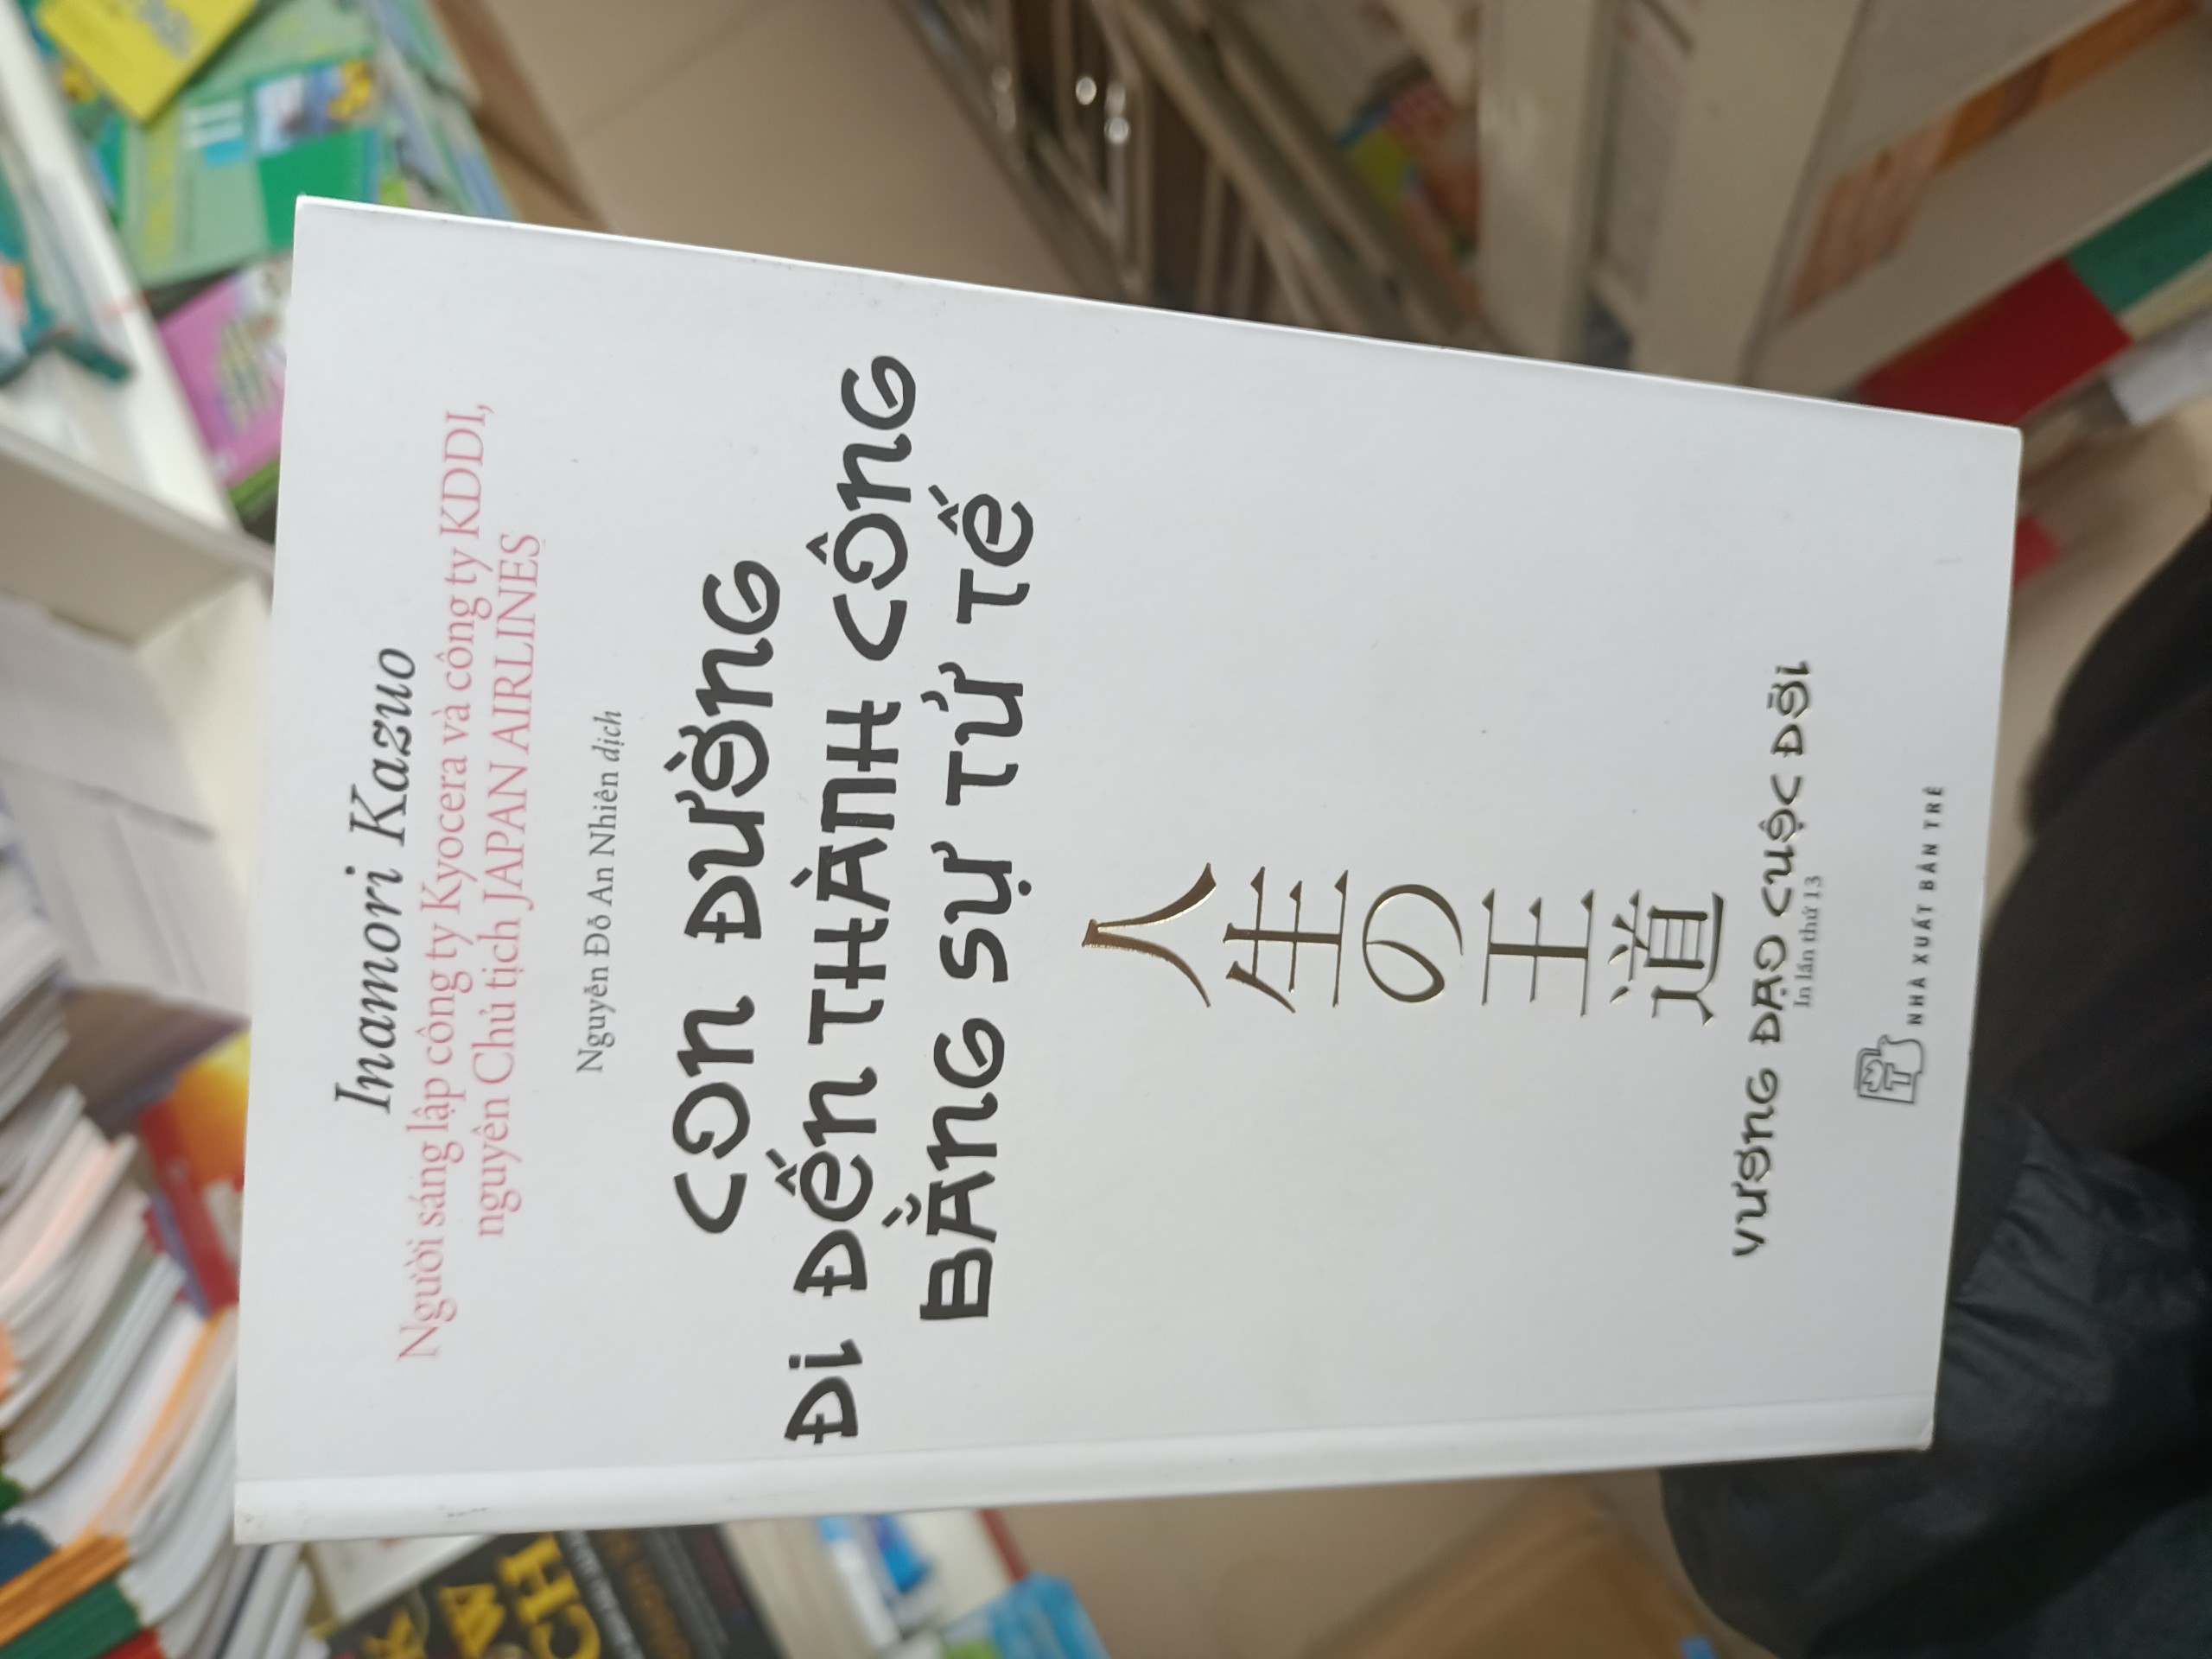 Inamori Kazuo
Người sáng lập công ty Kyocera và công ty KDDI,
nguyên Chủ tịch JAPAN AIRLINES
Nguyễn Đỗ An Nhiên dịch
CON ĐƯỜNG
ĐI ĐẾN THÀNH CÔNG
BẰNG SỰ TỬ TẾ
人生の王道
VƯƠNG ĐẠO CUỘC ĐỜI
In lần thứ 13
NHÀ XUẤT BẢN TRẺ